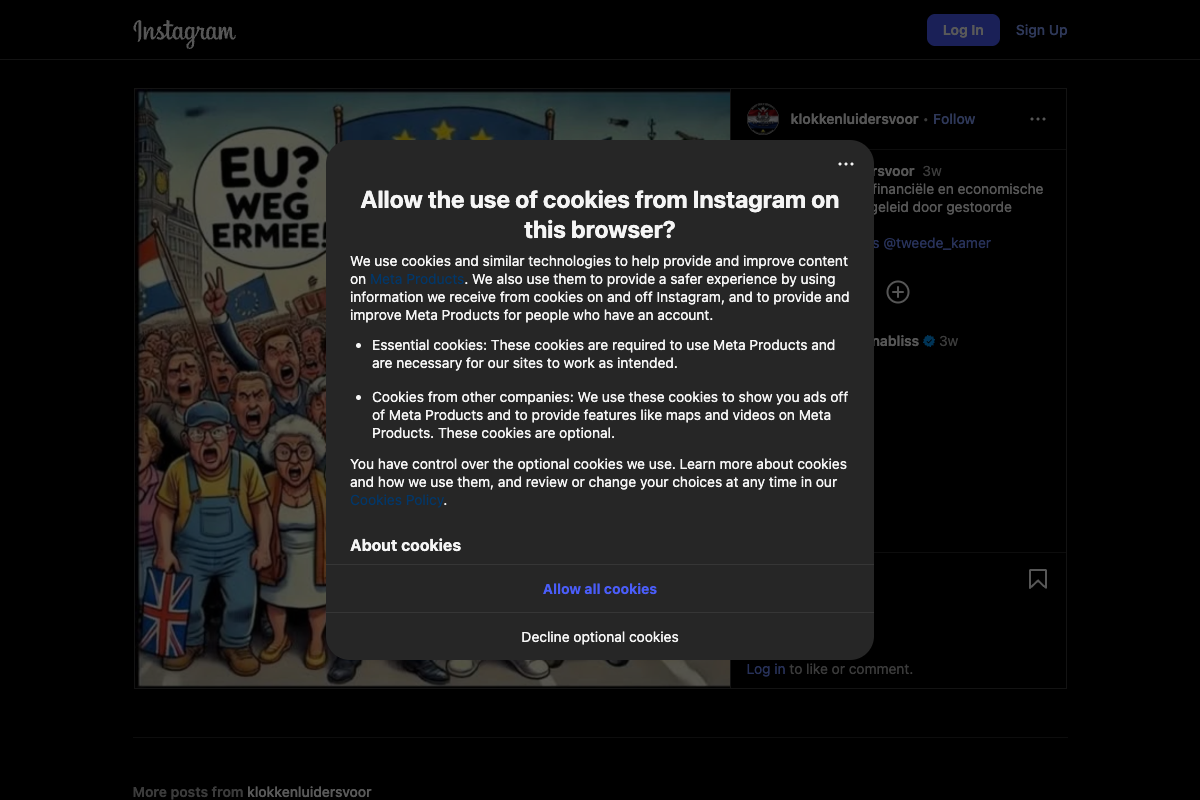 Instagram
Log In
Sign Up
klokkenluidersvoor • Follow
EU?
WEG
ERMEE!
Allow the use of cookies from Instagram on
this browser?
We use cookies and similar technologies to help provide and improve content
on Meta Products. We also use them to provide a safer experience by using
information we receive from cookies on and off Instagram, and to provide and
improve Meta Products for people who have an account.
• Essential cookies: These cookies are required to use Meta Products and
are necessary for our sites to work as intended.
• Cookies from other companies: We use these cookies to show you ads off
of Meta Products and to provide features like maps and videos on Meta
Products. These cookies are optional.
You have control over the optional cookies we use. Learn more about cookies
and how we use them, and review or change your choices at any time in our
Cookies Policy.
About cookies
Allow all cookies
Decline optional cookies
rsvoor 3w
financiële en economische
geleid door gestoorde
s @tweede_kamer
nabliss 3w
Log in to like or comment.
More posts from klokkenluidersvoor